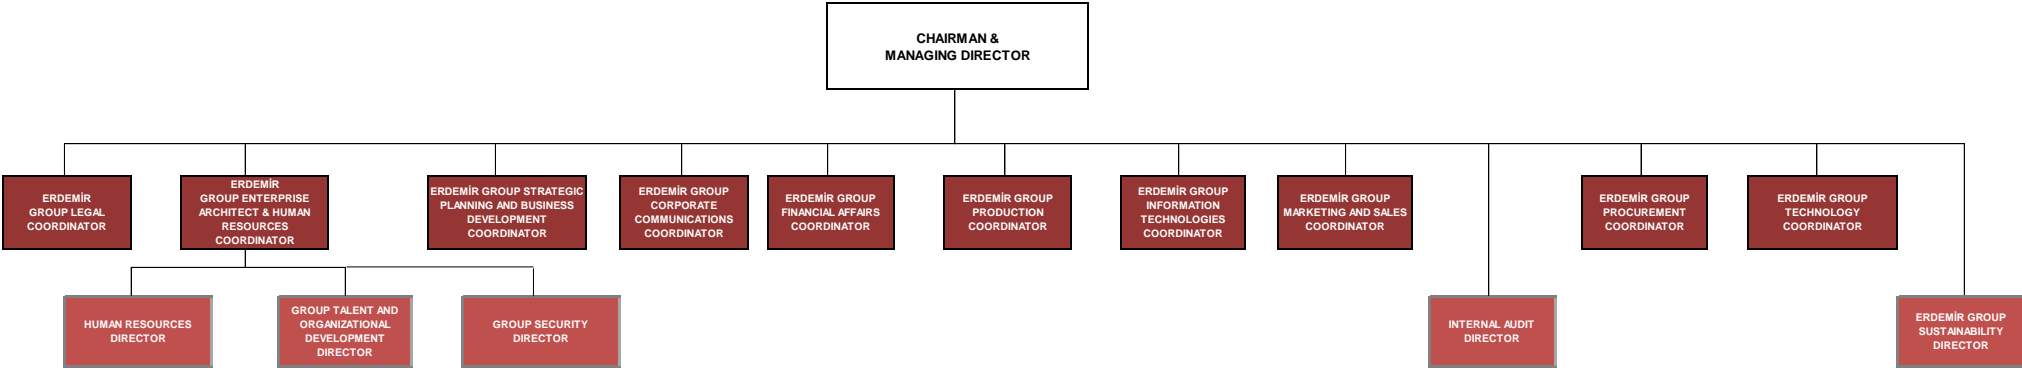 CHAIRMAN &
MANAGING DIRECTOR
ERDEMİR
GROUP LEGAL
COORDINATOR
ERDEMİR
GROUP ENTERPRISE
ARCHITECT & HUMAN
RESOURCES
COORDINATOR
ERDEMİR GROUP STRATEGIC
PLANNING AND BUSINESS
DEVELOPMENT
COORDINATOR
ERDEMİR GROUP
CORPORATE
COMMUNICATIONS
COORDINATOR
ERDEMİR GROUP
FINANCIAL AFFAIRS
COORDINATOR
ERDEMİR GROUP
PRODUCTION
COORDINATOR
ERDEMİR GROUP
INFORMATION
TECHNOLOGIES
COORDINATOR
ERDEMİR GROUP
MARKETING AND SALES
COORDINATOR
ERDEMİR GROUP
PROCUREMENT
COORDINATOR
ERDEMİR GROUP
TECHNOLOGY
COORDINATOR
HUMAN RESOURCES
DIRECTOR
GROUP TALENT AND
ORGANIZATIONAL
DEVELOPMENT
DIRECTOR
GROUP SECURITY
DIRECTOR
INTERNAL AUDIT
DIRECTOR
ERDEMİR GROUP
SUSTAINABILITY
DIRECTOR